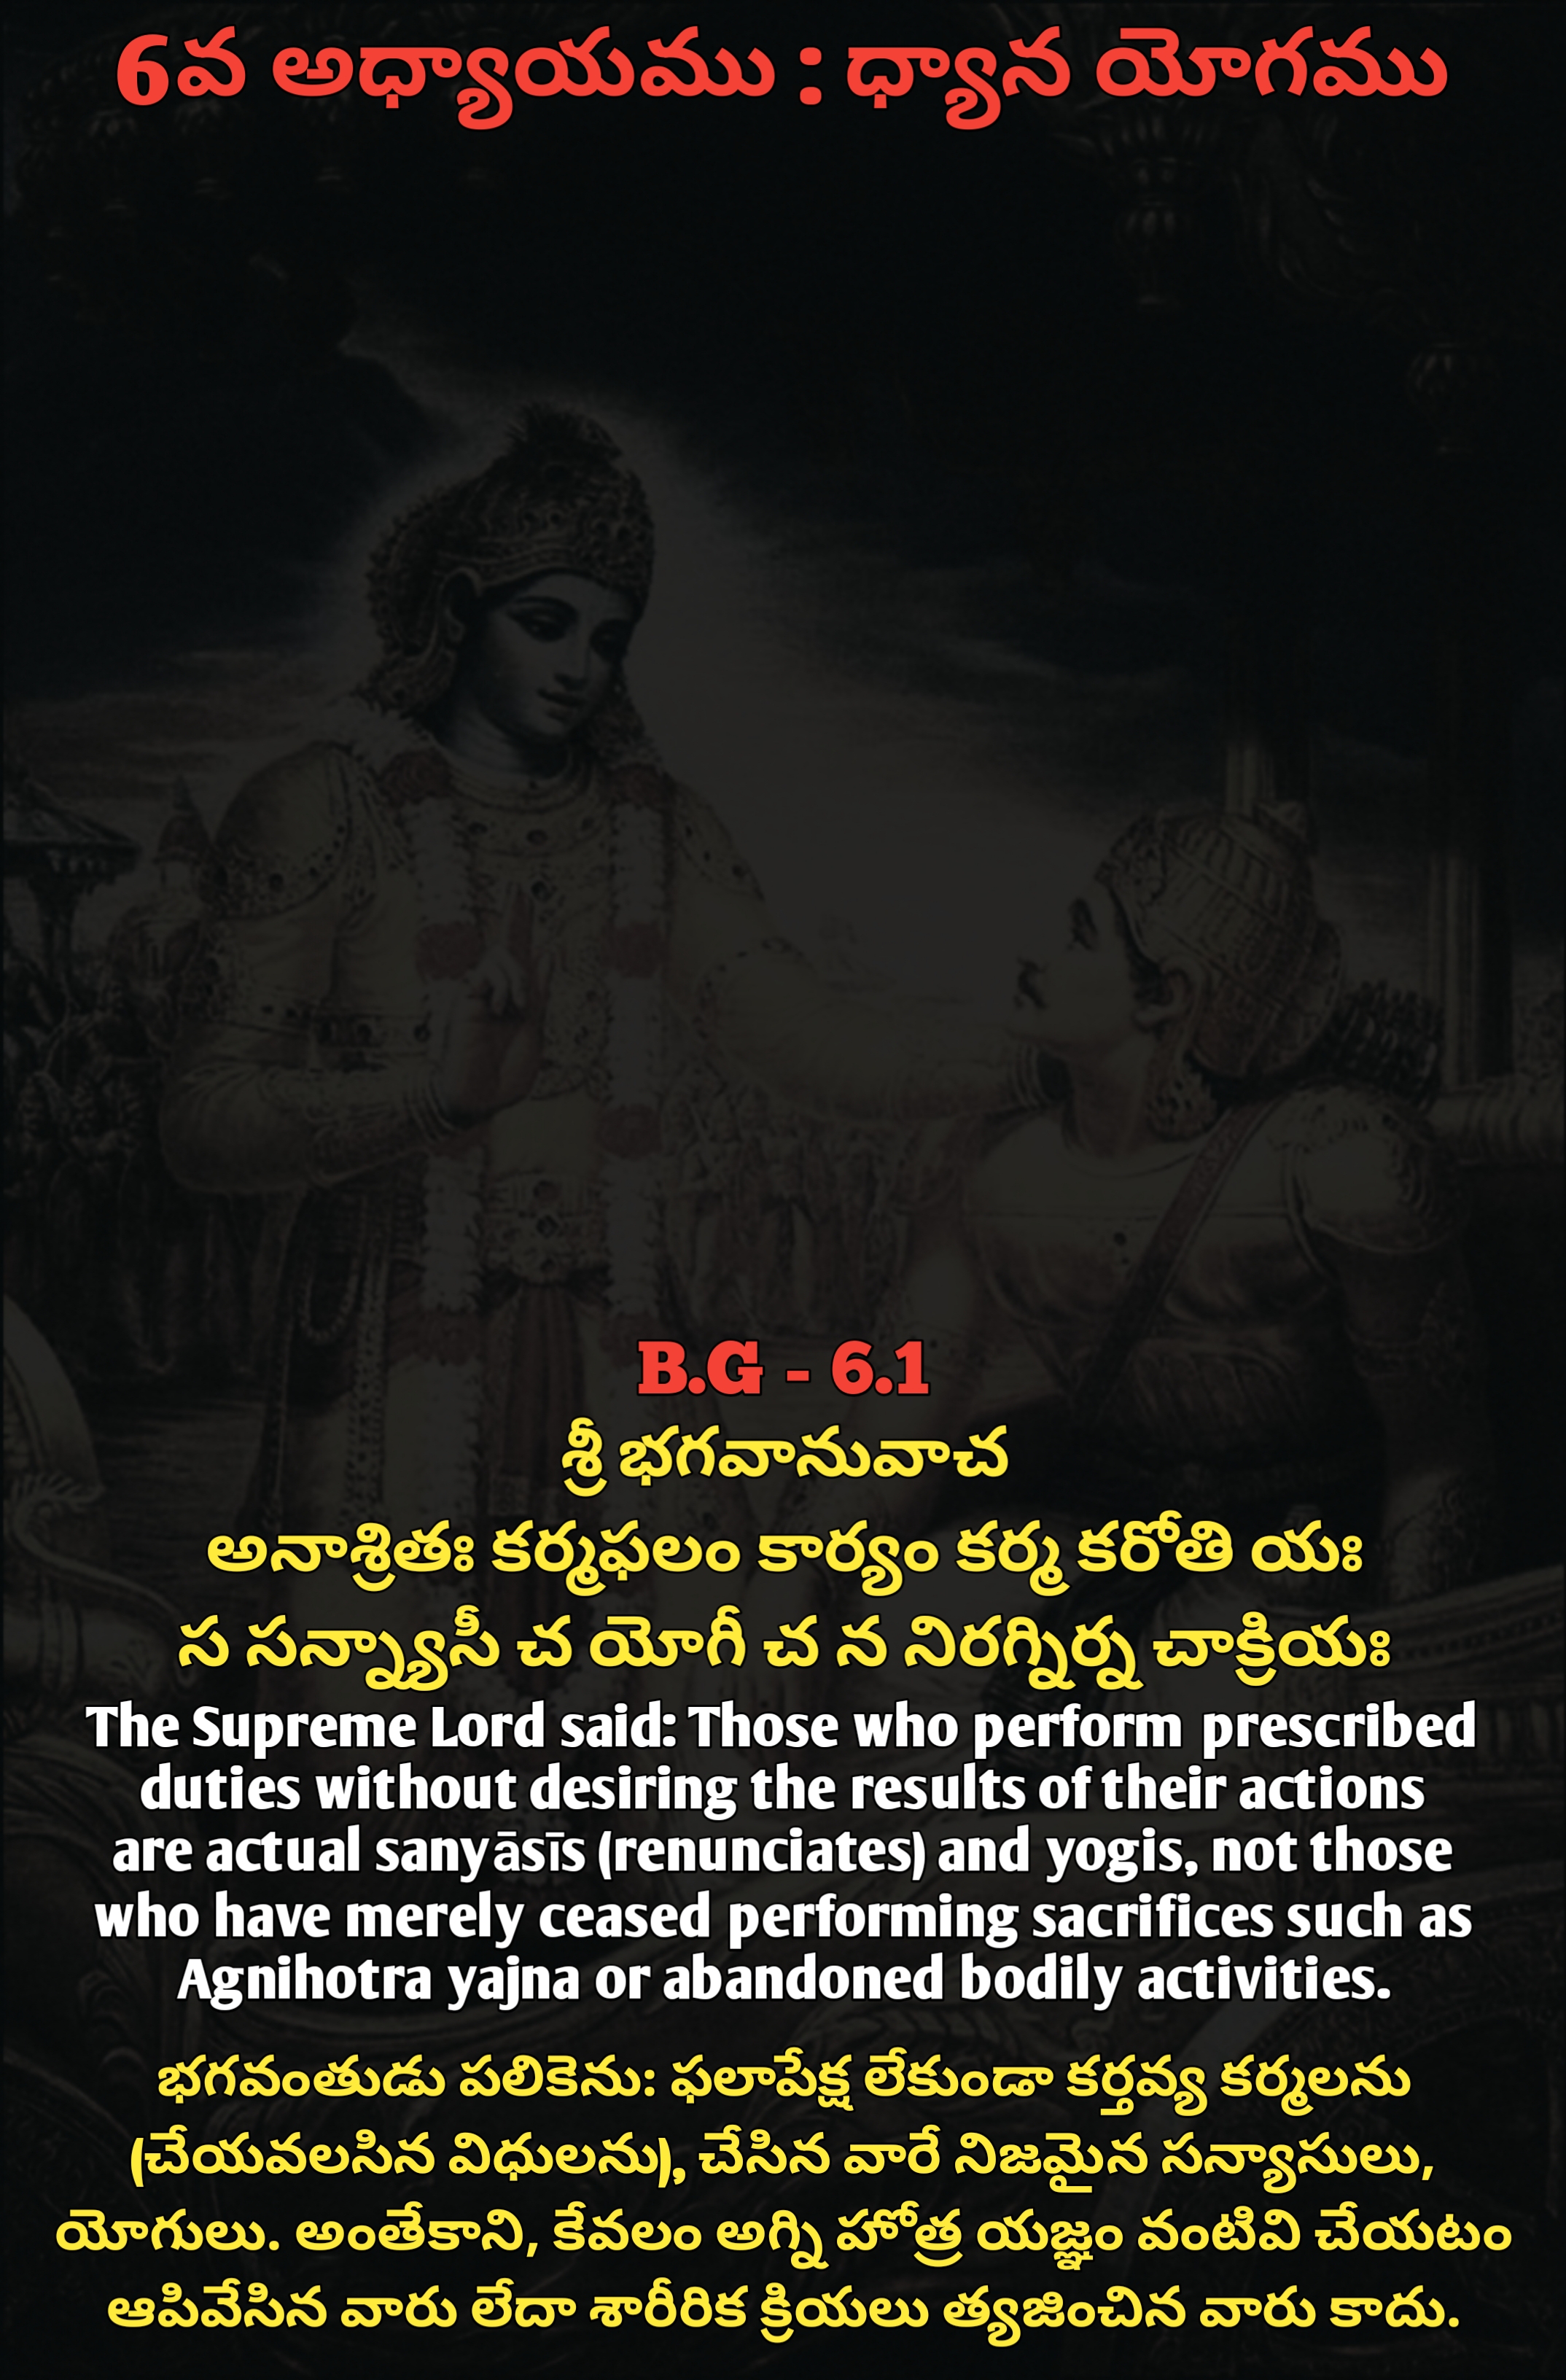 6వ అధ్యాయము : ధ్యాన యోగము
B.G - 6.1
శ్రీ భగవానువాచ
అనాశ్రితః కర్మఫలం కార్యం కర్మ కరోతి యః
స సన్న్యాసీ చ యోగీ చ న నిరగ్నిర్న చాక్రియః
The Supreme Lord said: Those who perform prescribed
duties without desiring the results of their actions
are actual sanyāsīs (renunciates) and yogis, not those
who have merely ceased performing sacrifices such as
Agnihotra yajna or abandoned bodily activities.
భగవంతుడు పలికెను: ఫలాపేక్ష లేకుండా కర్తవ్య కర్మలను
(చేయవలసిన విధులను), చేసిన వారే నిజమైన సన్యాసులు,
యోగులు. అంతేకాని, కేవలం అగ్ని హోత్ర యజ్ఞం వంటివి చేయటం
ఆపివేసిన వారు లేదా శారీరిక క్రియలు త్యజించిన వారు కాదు.